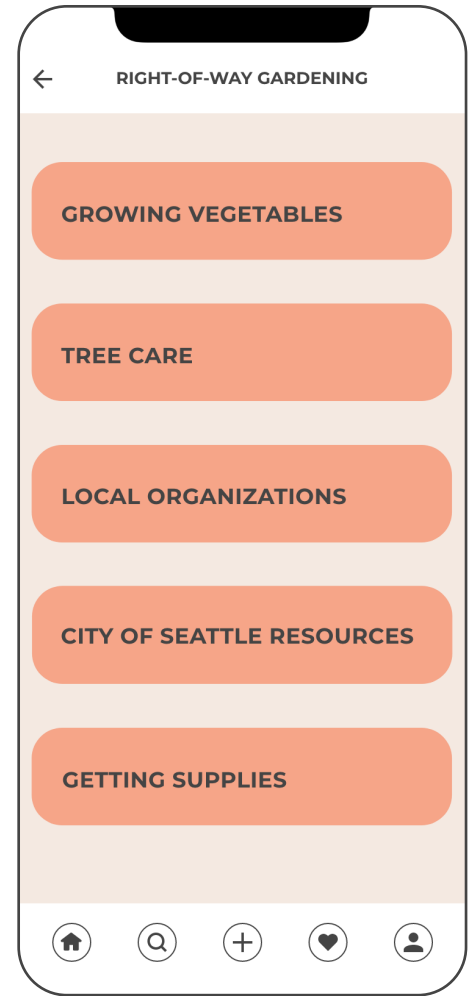 RIGHT-OF-WAY GARDENING
GROWING VEGETABLES
TREE CARE
LOCAL ORGANIZATIONS
CITY OF SEATTLE RESOURCES
GETTING SUPPLIES